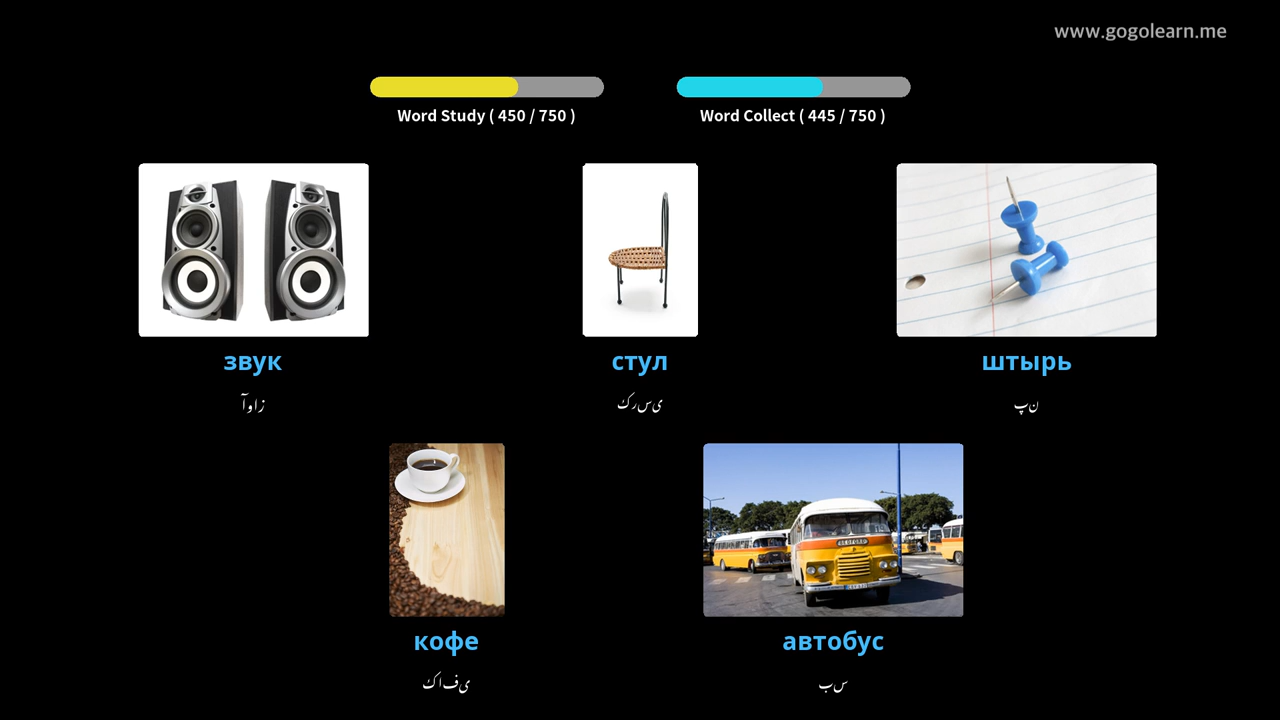 www.gogolearn.me
Word Study ( 450 / 750 )
Word Collect ( 445 / 750 )
звук
стул
штырь
زاوآ
یسرک
نپ
BEDFORD
кофе
автобус
یفاک
سب